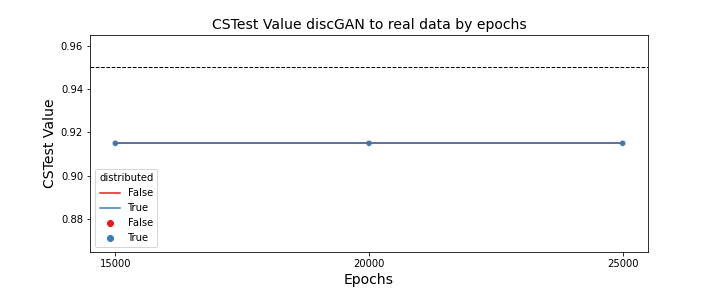 CSTest Value discGAN to real data by epochs
CSTest Value
0.96
0.94
0.92
0.90
0.88
distributed
False
True
False
True
15000
20000
25000
Epochs